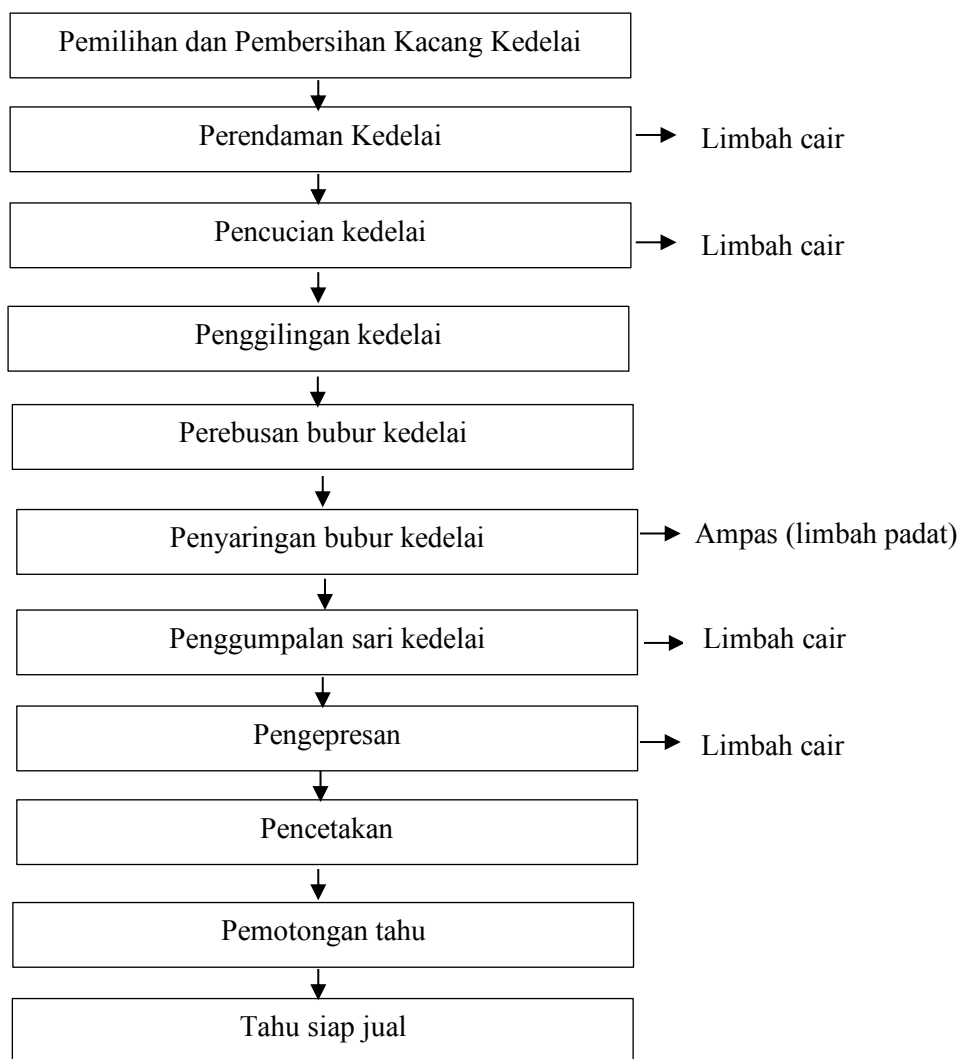 Pemilihan dan Pembersihan Kacang Kedelai
Perendaman Kedelai
Limbah cair
Pencucian kedelai
Limbah cair
Penggilingan kedelai
Perebusan bubur kedelai
Penyaringan bubur kedelai
Ampas (limbah padat)
Penggumpalan sari kedelai
Limbah cair
Pengepresan
Limbah cair
Pencetakan
Pemotongan tahu
Tahu siap jual